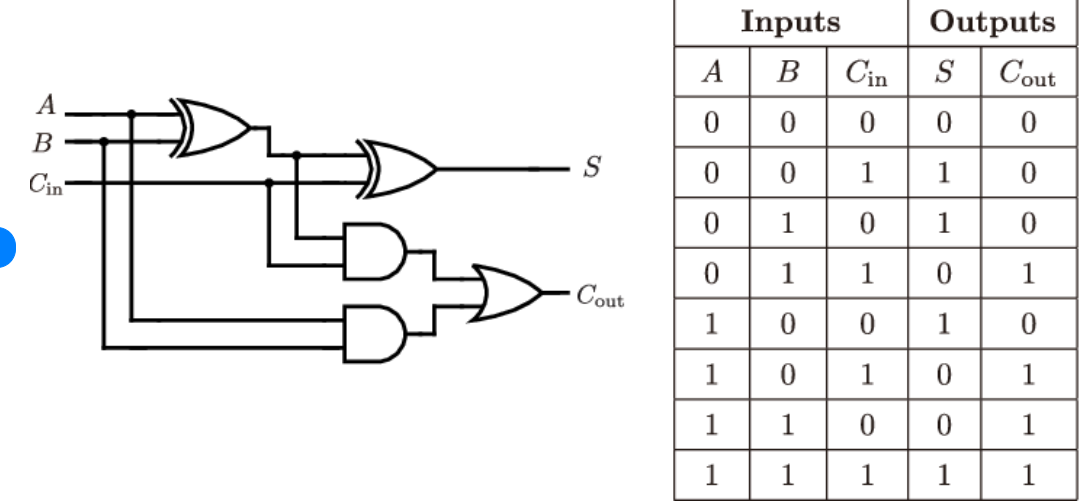 A
B
C_in
S
C_out
Inputs Outputs
A B C_in S C_out
0 0 0 0 0
0 0 1 1 0
0 1 0 1 0
0 1 1 0 1
1 0 0 1 0
1 0 1 0 1
1 1 0 0 1
1 1 1 1 1